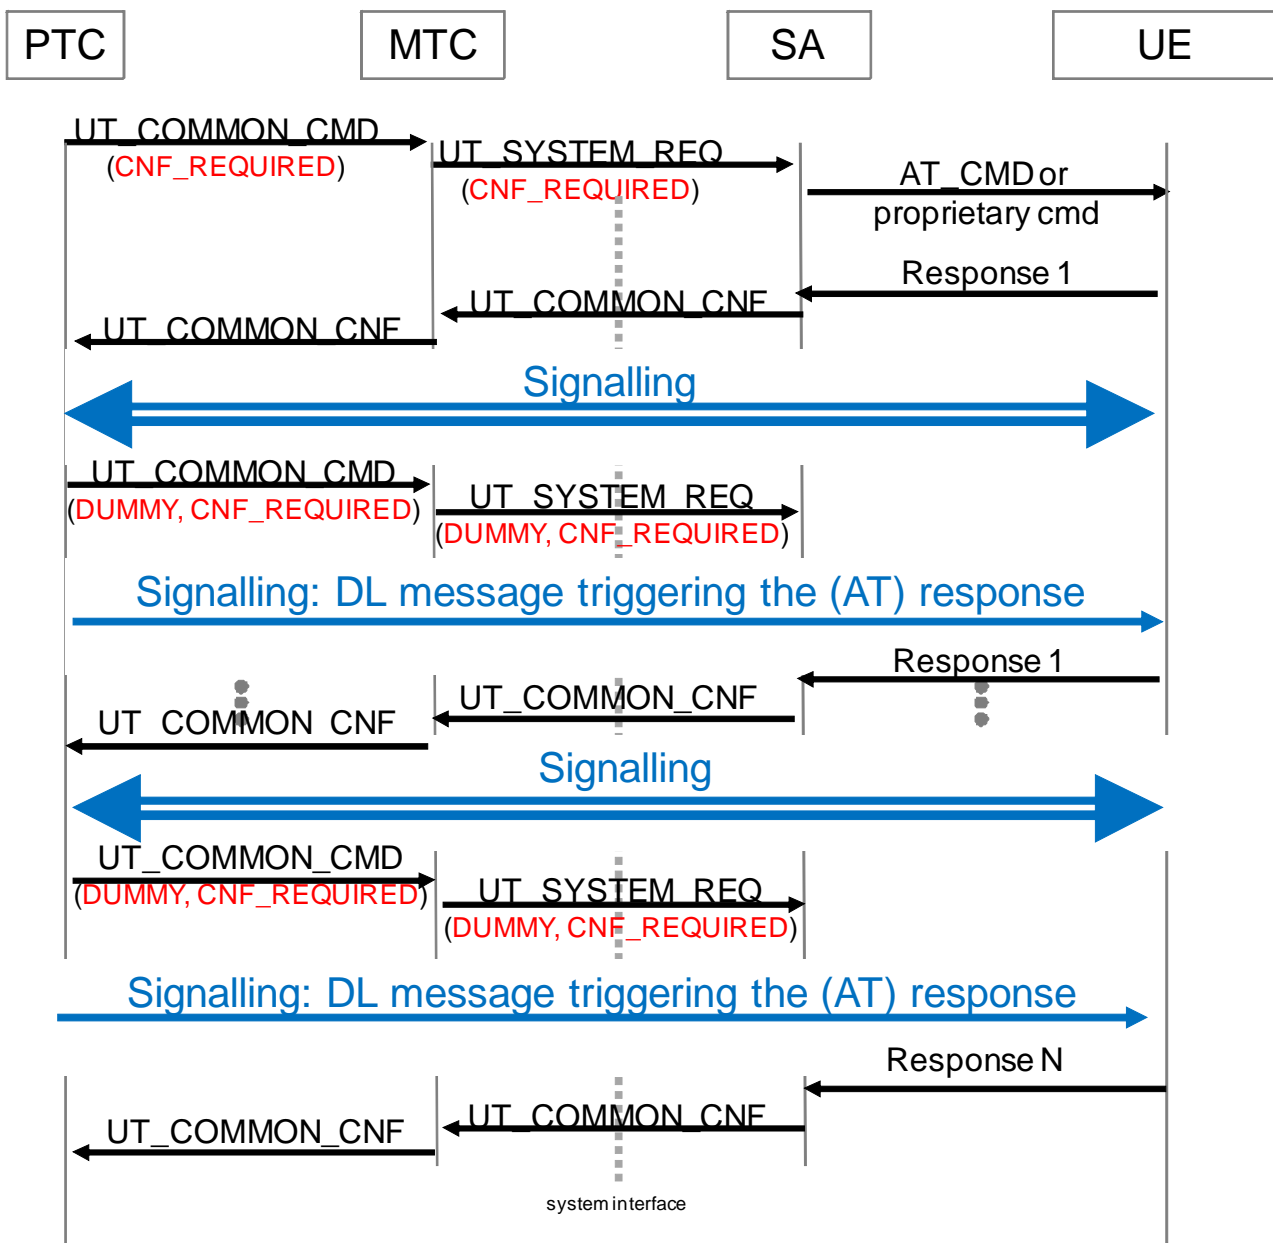 PTC MTC SA UE
UT_COMMON_CMD
(CNF_REQUIRED)
UT_SYSTEM_REQ
(CNF_REQUIRED)
AT_CMD or
proprietary cmd
Response 1
UT_COMMON_CNF
UT_COMMON_CNF
Signalling
UT_COMMON_CMD
(DUMMY, CNF_REQUIRED)
UT_SYSTEM_REQ
(DUMMY, CNF_REQUIRED)
Signalling: DL message triggering the (AT) response
Response 1
UT_COMMON_CNF
UT_COMMON_CNF
Signalling
UT_COMMON_CMD
(DUMMY, CNF_REQUIRED)
UT_SYSTEM_REQ
(DUMMY, CNF_REQUIRED)
Signalling: DL message triggering the (AT) response
Response N
UT_COMMON_CNF
UT_COMMON_CNF
system interface